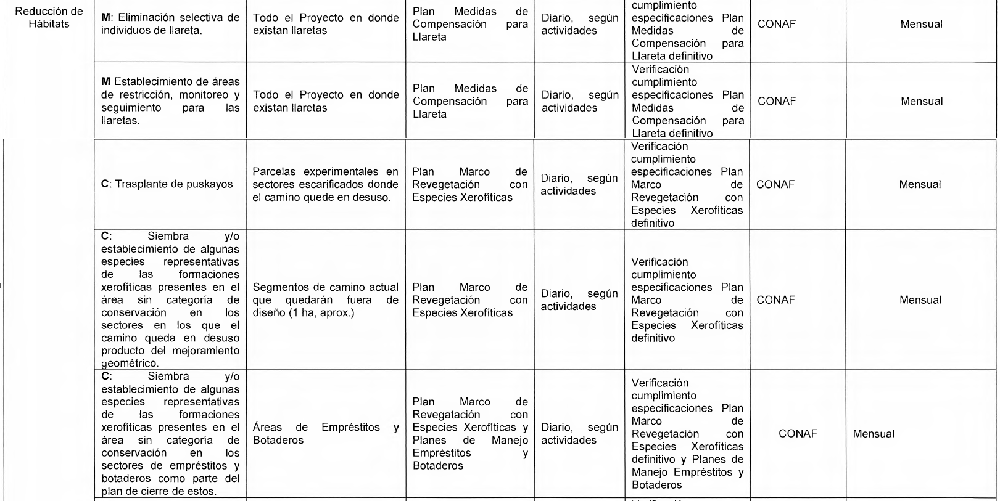 Reducción de
Hábitats
M: Eliminación selectiva de
individuos de llareta.
Todo el Proyecto en donde
existan llaretas
Plan Medidas de
Compensación para
Llareta
Diario, según
actividades
cumplimiento
especificaciones Plan
Medidas de
Compensación para
Llareta definitivo
CONAF
Mensual
M Establecimiento de áreas
de restricción, monitoreo y
seguimiento para las
llaretas.
Todo el Proyecto en donde
existan llaretas
Plan Medidas de
Compensación para
Llareta
Diario, según
actividades
Verificación
cumplimiento
especificaciones Plan
Medidas de
Compensación para
Llareta definitivo
CONAF
Mensual
C: Trasplante de puskayos
Parcelas experimentales en
sectores escarificados donde
el camino quede en desuso.
Plan Marco de
Revegetación con
Especies Xerofíticas
Diario, según
actividades
Verificación
cumplimiento
especificaciones Plan
Marco de
Revegetación con
Especies Xerofíticas
definitivo
CONAF
Mensual
C: Siembra y/o
establecimiento de algunas
especies representativas
de las formaciones
xerofíticas presentes en el
área sin categoría de
conservación en los
sectores en los que el
camino queda en desuso
producto del mejoramiento
geométrico.
Segmentos de camino actual
que quedarán fuera de
diseño (1 ha, aprox.)
Plan Marco de
Revegetación con
Especies Xerofíticas
Diario, según
actividades
Verificación
cumplimiento
especificaciones Plan
Marco de
Revegetación con
Especies Xerofíticas
definitivo
CONAF
Mensual
C: Siembra y/o
establecimiento de algunas
especies representativas
de las formaciones
xerofíticas presentes en el
área sin categoría de
conservación en los
sectores de empréstitos y
botaderos como parte del
plan de cierre de estos.
Áreas de Empréstitos y
Botaderos
Plan Marco de
Revegatación con
Especies Xerofíticas y
Planes de Manejo
Empréstitos y
Botaderos
Diario, según
actividades
Verificación
cumplimiento
especificaciones Plan
Marco de
Revegetación con
Especies Xerofíticas
definitivo y Planes de
Manejo Empréstitos y
Botaderos
CONAF
Mensual